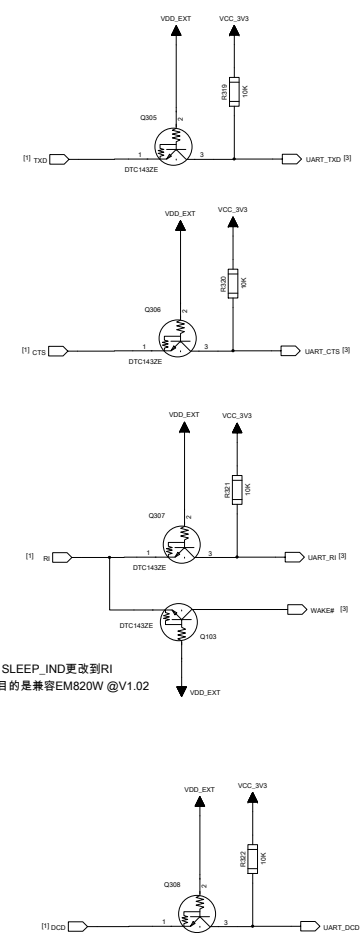 VDD_EXT
VCC_3V3
R319
10K
Q305
2
[1] TXD
1
3
UART_TXD [3]
DTC143ZE
VDD_EXT
VCC_3V3
R320
10K
Q306
2
[1] CTS
1
3
UART_CTS [3]
DTC143ZE
VDD_EXT
VCC_3V3
R321
10K
Q307
2
[1] RI
1
3
UART_RI [3]
DTC143ZE
DTC143ZE
WAKE# [3]
Q103
SLEEP_IND更改到RI
目的是兼容EM820W @V1.02
VDD_EXT
VDD_EXT
VCC_3V3
R322
10K
Q308
2
[1] DCD
1
3
UART_DCD
DTC143ZE